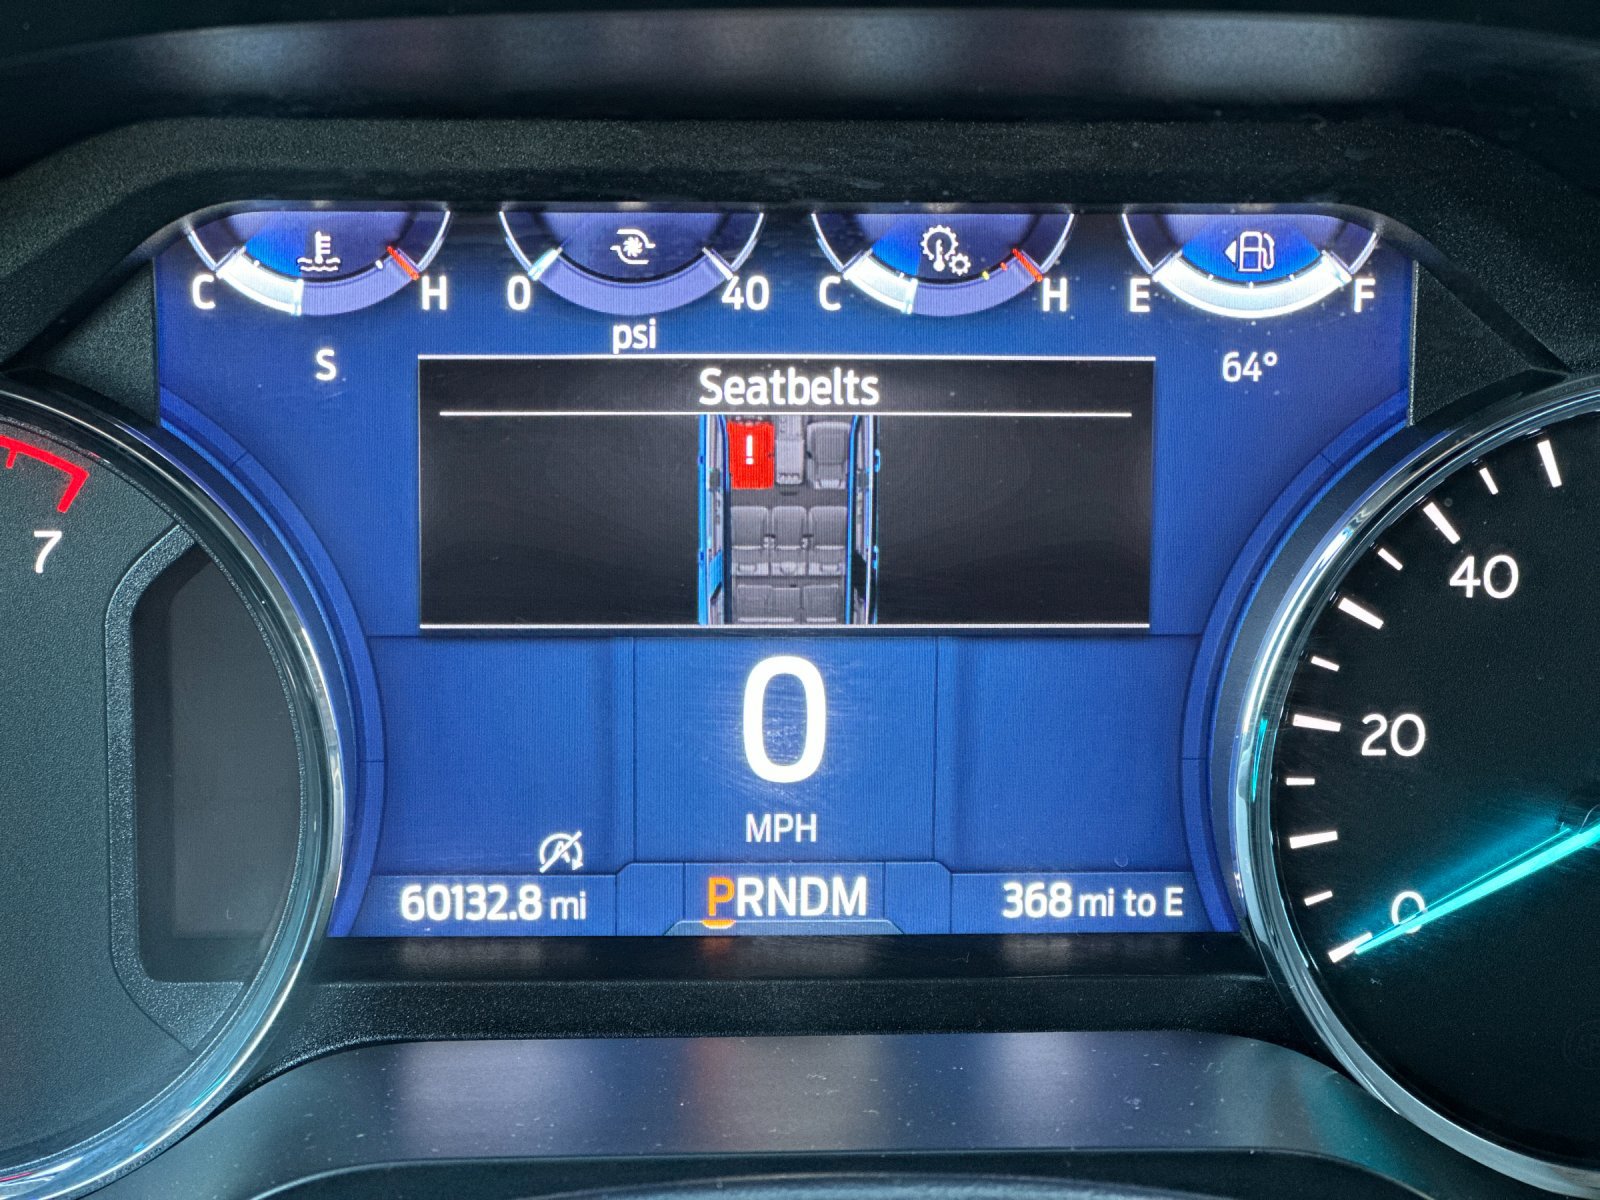 C H 0 40 C H E F
psi
S 64°
Seatbelts
!
7
40
20
0
0
MPH
A
60132.8 mi PRNDM 368 mi to E